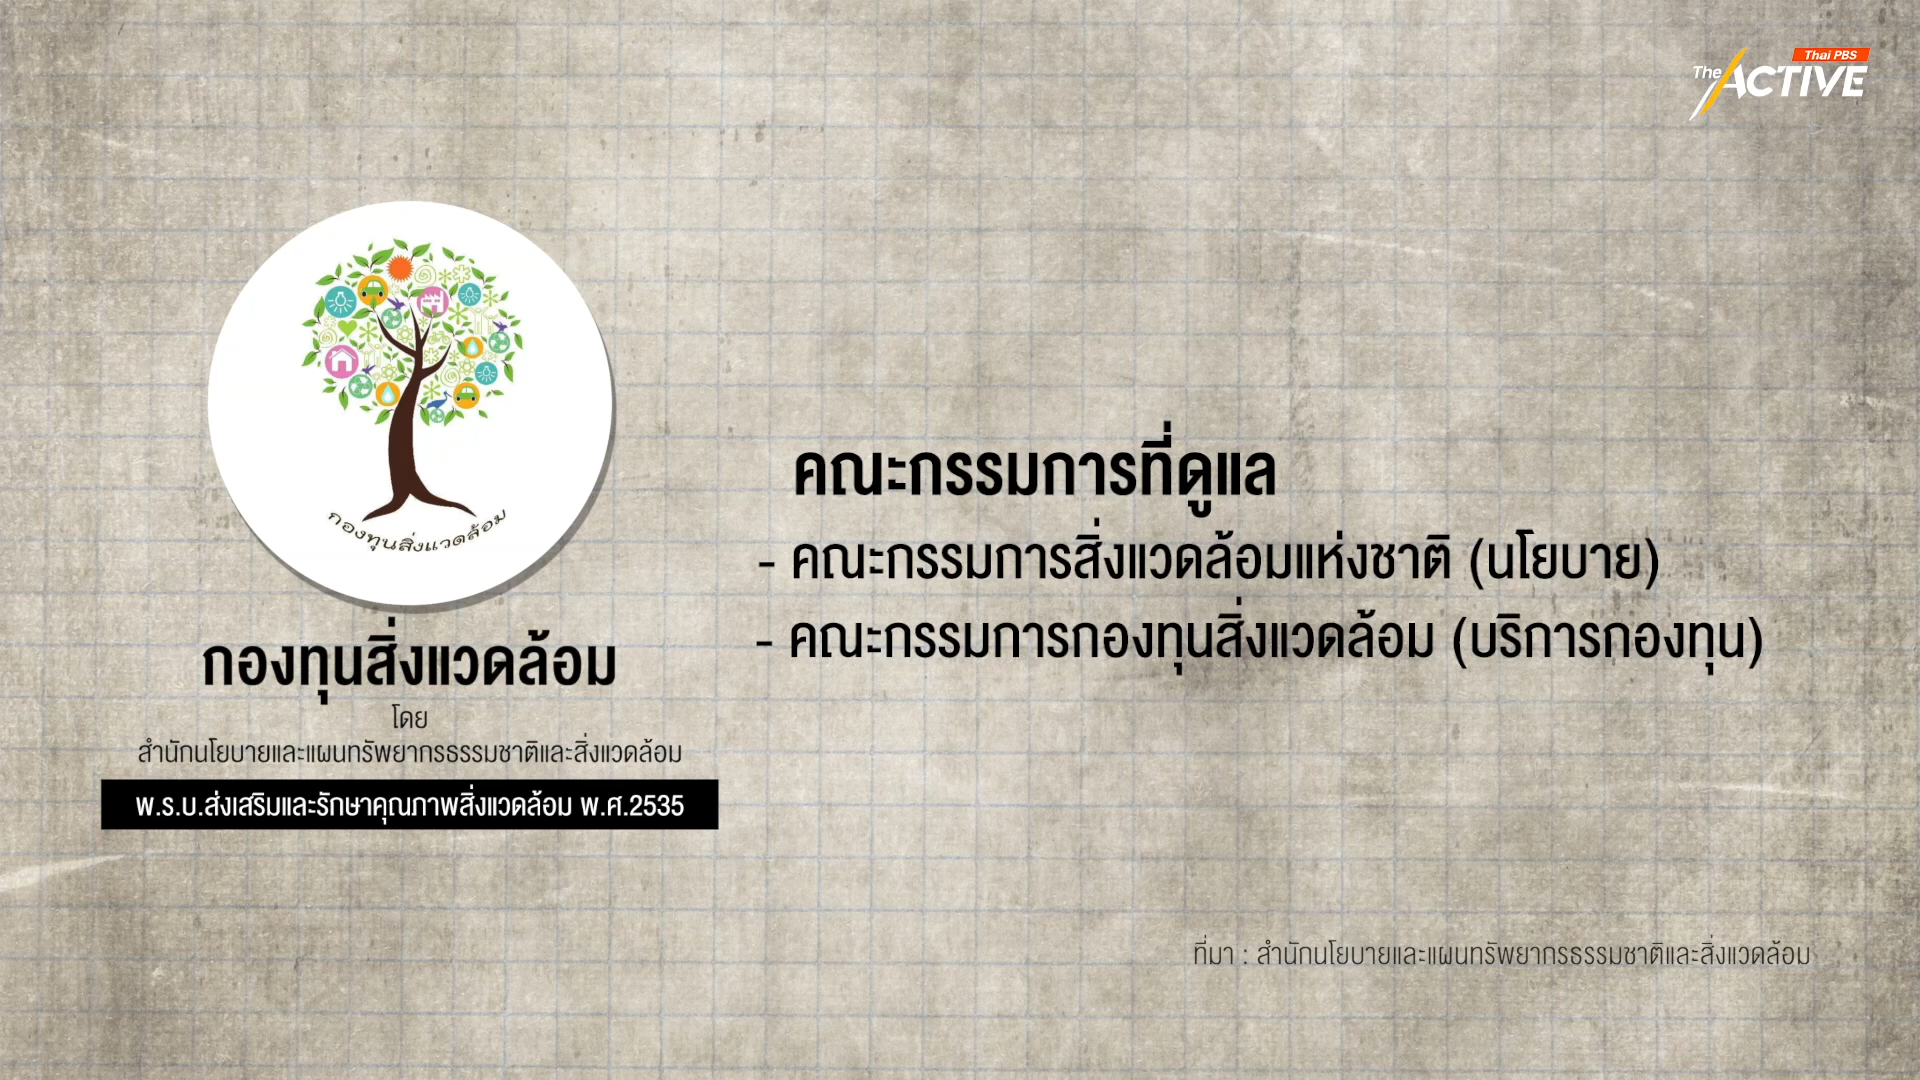 Thai PBS
The ACTIVE
กองทุนสิ่งแวดล้อม
กองทุนสิ่งแวดล้อม
โดย
สำนักนโยบายและแผนทรัพยากรธรรมชาติและสิ่งแวดล้อม
พ.ร.บ.ส่งเสริมและรักษาคุณภาพสิ่งแวดล้อม พ.ศ.2535
คณะกรรมการที่ดูแล
- คณะกรรมการสิ่งแวดล้อมแห่งชาติ (นโยบาย)
- คณะกรรมการกองทุนสิ่งแวดล้อม (บริการกองทุน)
ที่มา : สำนักนโยบายและแผนทรัพยากรธรรมชาติและสิ่งแวดล้อม